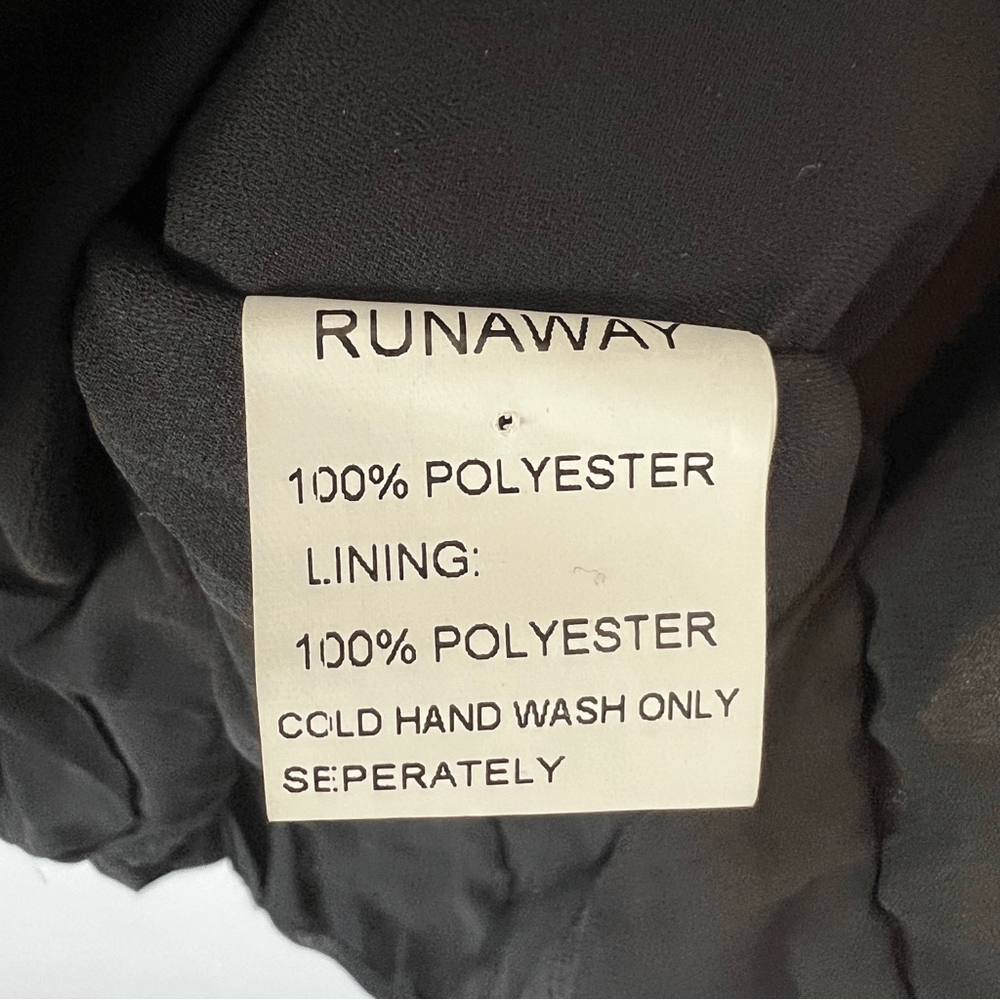 RUNAWAY
100% POLYESTER
LINING:
100% POLYESTER
COLD HAND WASH ONLY
SEPERATELY